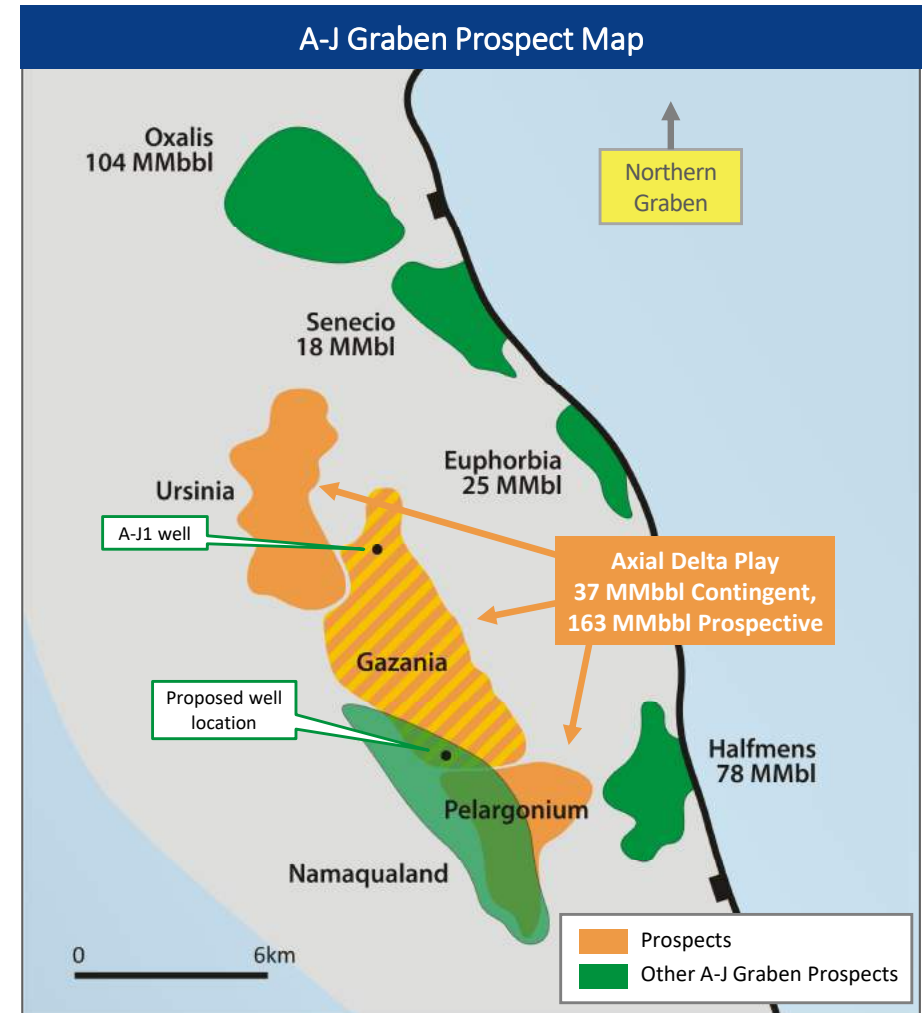 A-J Graben Prospect Map
Oxalis
104 MMbbl
Northern
Graben
Senecio
18 MMbl
Euphorbia
25 MMbl
Ursinia
A-J1 well
Axial Delta Play
37 MMbbl Contingent,
163 MMbbl Prospective
Gazania
Proposed well
location
Halfmens
78 MMbl
Pelargonium
Namaqualand
0 6km
Prospects
Other A-J Graben Prospects